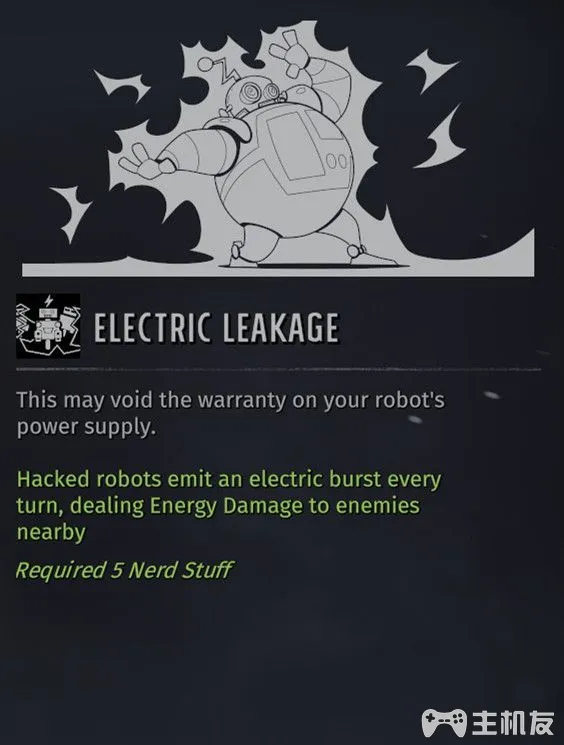 ELECTRIC LEAKAGE
This may void the warranty on your robot's
power supply.
Hacked robots emit an electric burst every
turn, dealing Energy Damage to enemies
nearby
Required 5 Nerd Stuff
主机友